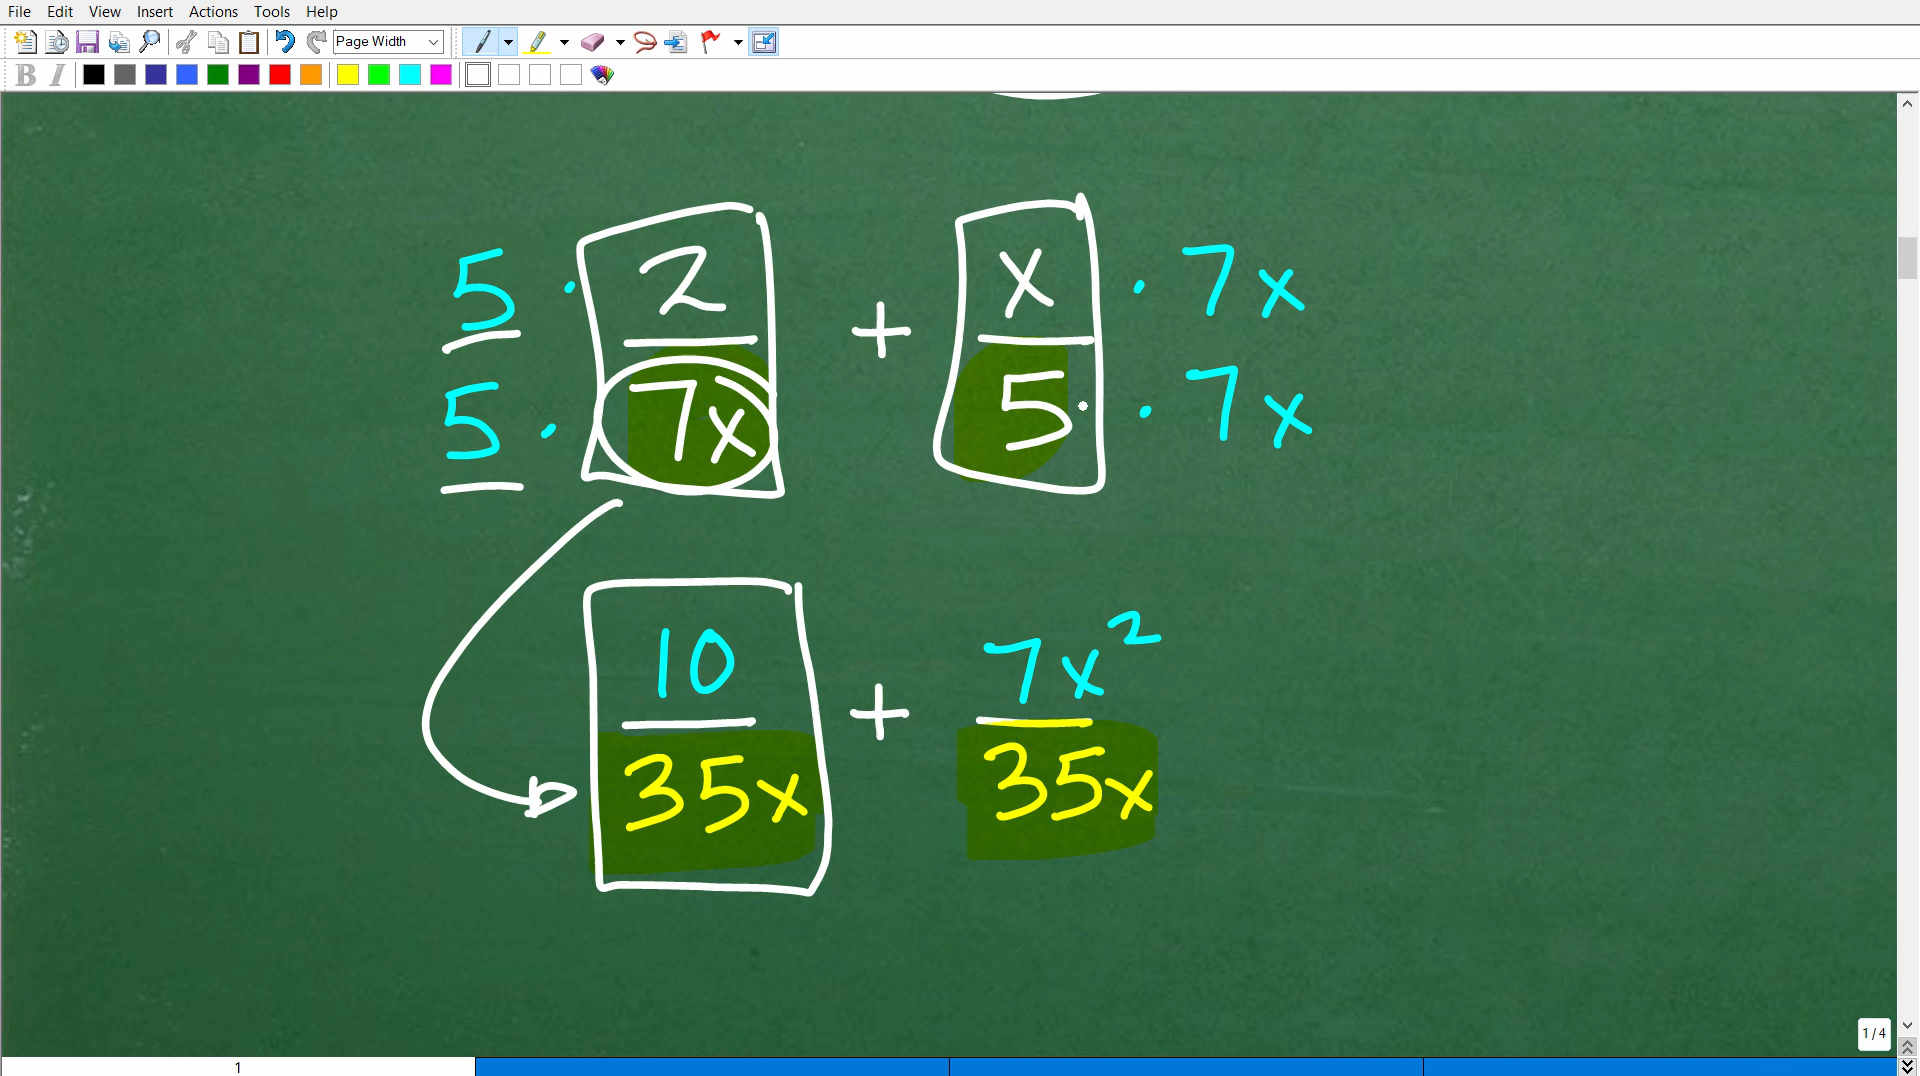 File Edit View Insert Actions Tools Help
Page Width
B I
5 · 2 + x · 7x
5 · 7x 5 · 7x
10 + 7x²
35x 35x
1 / 4
1